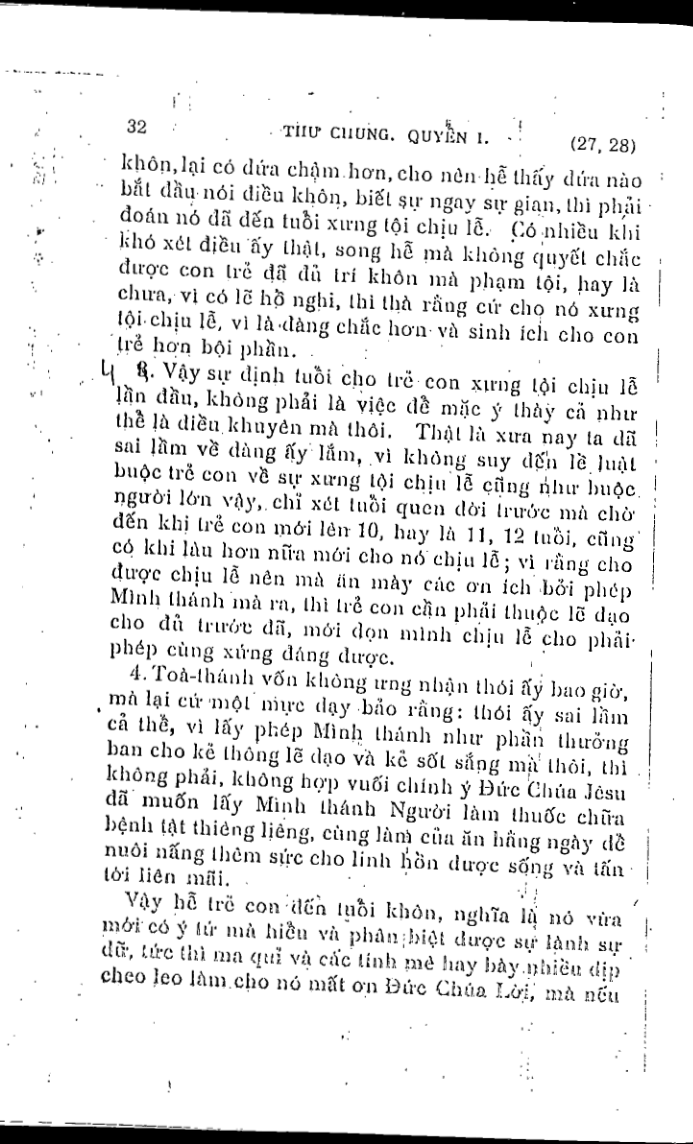 32 THƯ CHUNG. QUYỀN I. (27, 28)
khôn, lại có đứa chậm hơn, cho nên hễ thấy đứa nào
bắt đầu nói điều khôn, biết sự ngay sự gian, thì phải
đoán nó đã đến tuổi xưng tội chịu lễ. Có nhiều khi
khó xét điều ấy thật, song hễ mà không quyết chắc
được con trẻ đã đủ trí khôn mà phạm tội, hay là
chưa, vì có lẽ hồ nghi, thì thà rằng cứ cho nó xưng
tội chịu lễ, vì là đàng chắc hơn và sinh ích cho con
trẻ hơn bội phần.
Vậy sự định tuổi cho trẻ con xưng tội chịu lễ
lần đầu, không phải là việc để mặc ý thày cả như
thể là điều khuyên mà thôi. Thật là xưa nay ta đã
sai lầm về đàng ấy lắm, vì không suy đến lề luật
buộc trẻ con về sự xưng tội chịu lễ cũng như buộc
người lớn vậy, chỉ xét tuổi quen đời trước mà chờ
đến khi trẻ con mới lên 10, hay là 11, 12 tuổi, cũng
có khi lâu hơn nữa mới cho nó chịu lễ; vì rằng cho
được chịu lễ nên mà ăn mày các ơn ích bởi phép
Mình thánh mà ra, thì trẻ con cần phải thuộc lẽ đạo
cho đủ trước đã, mới dọn mình chịu lễ cho phải
phép cùng xứng đáng được.
4. Toà-thánh vốn không ưng nhận thói ấy bao giờ,
mà lại cứ một mực dạy bảo rằng: thói ấy sai lầm
cả thể, vì lấy phép Mình thánh như phần thưởng
ban cho kẻ thông lẽ đạo và kẻ sốt sắng mà thôi, thì
không phải, không hợp vuối chính ý Đức Chúa Jêsu
đã muốn lấy Mình thánh Người làm thuốc chữa
bệnh tật thiêng liêng, cùng làm của ăn hằng ngày để
nuôi nấng thêm sức cho linh hồn được sống và tấn
tới liên mãi.
Vậy hễ trẻ con đến tuổi khôn, nghĩa là nó vừa
mới có ý tứ mà hiểu và phân biệt được sự lành sự
dữ, tức thì ma quỉ và các tính mê hay bày nhiều dịp
cheo leo làm cho nó mất ơn Đức Chúa Lời, mà nếu